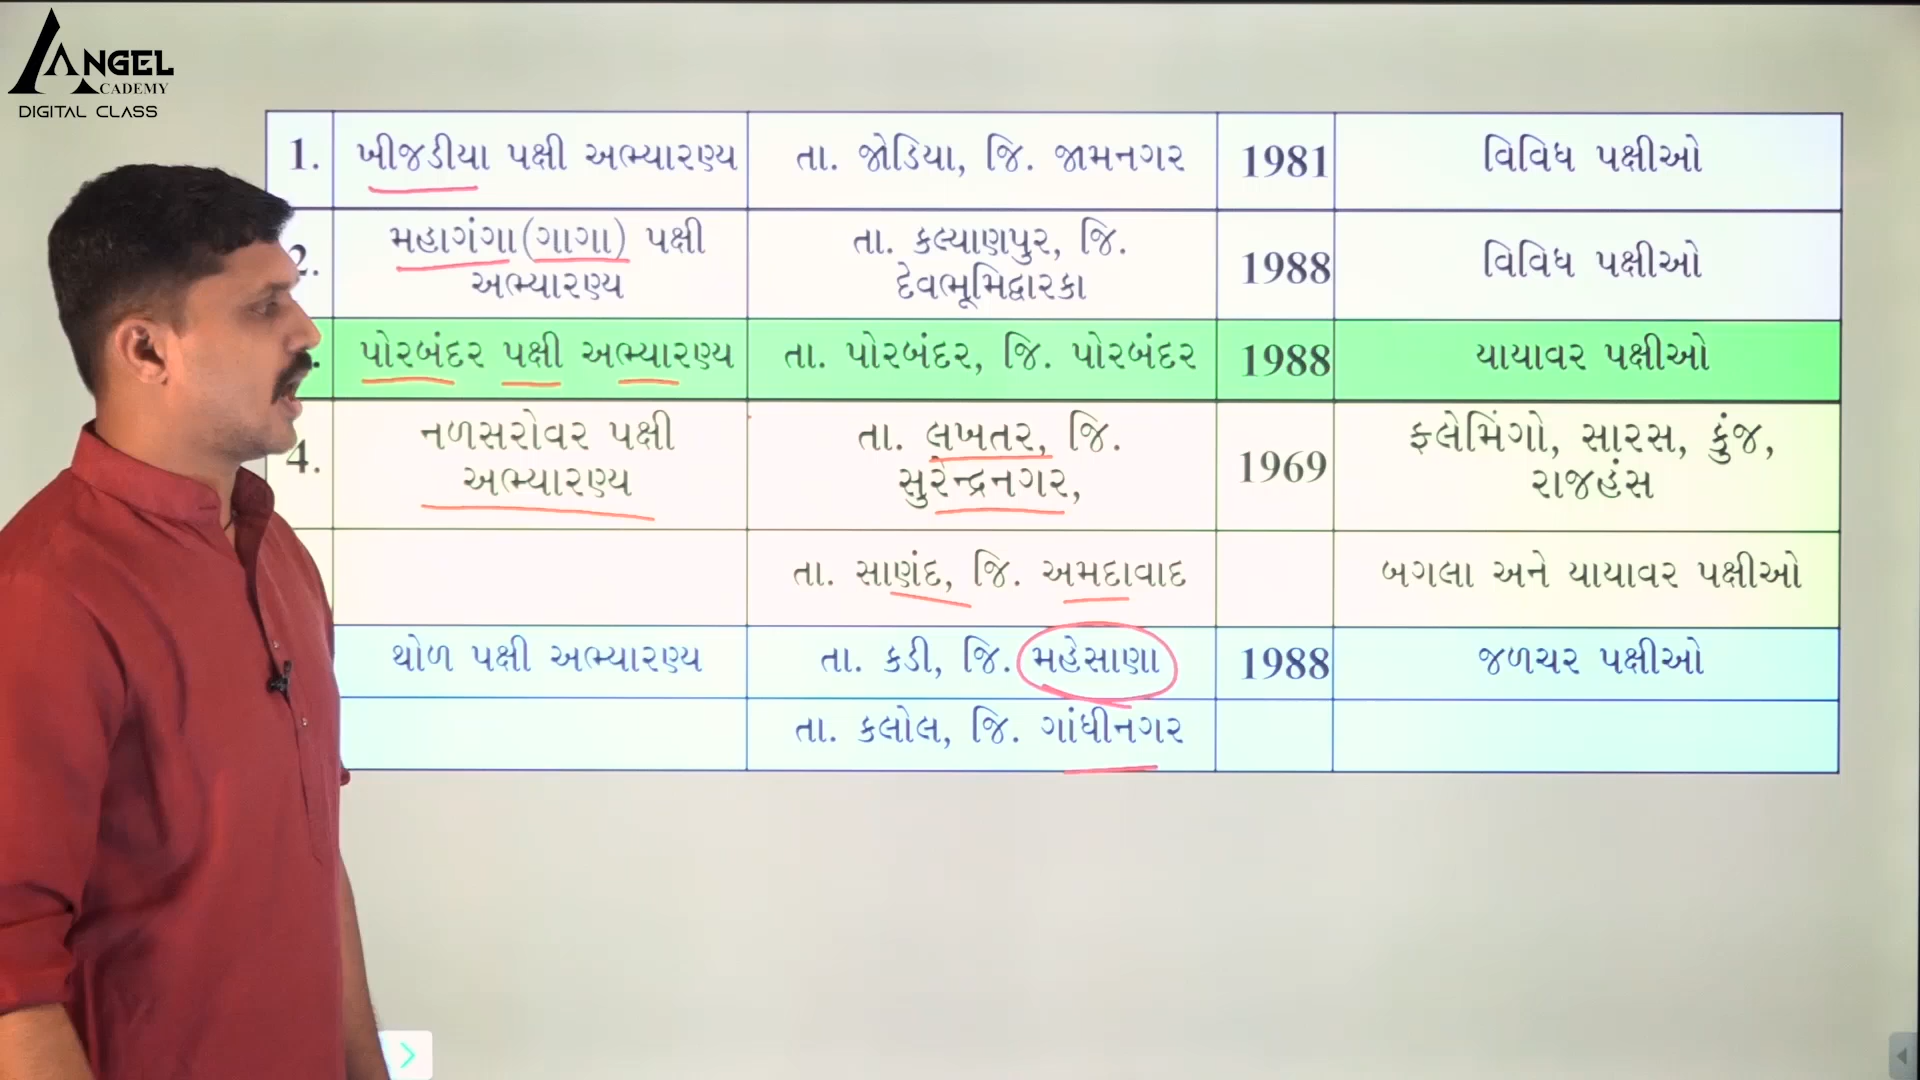 ANGEL
ACADEMY
DIGITAL CLASS
1. ખીજડીયા પક્ષી અભ્યારણ્ય તા. જોડિયા, જિ. જામનગર 1981 વિવિધ પક્ષીઓ
2. મહાગંગા(ગાગા) પક્ષી અભ્યારણ્ય તા. કલ્યાણપુર, જિ. દેવભૂમિદ્વારકા 1988 વિવિધ પક્ષીઓ
પોરબંદર પક્ષી અભ્યારણ્ય તા. પોરબંદર, જિ. પોરબંદર 1988 યાયાવર પક્ષીઓ
4. નળસરોવર પક્ષી અભ્યારણ્ય તા. લખતર, જિ. સુરેન્દ્રનગર, 1969 ફ્લેમિંગો, સારસ, કુંજ, રાજહંસ
તા. સાણંદ, જિ. અમદાવાદ બગલા અને યાયાવર પક્ષીઓ
થોળ પક્ષી અભ્યારણ્ય તા. કડી, જિ. મહેસાણા 1988 જળચર પક્ષીઓ
તા. કલોલ, જિ. ગાંધીનગર